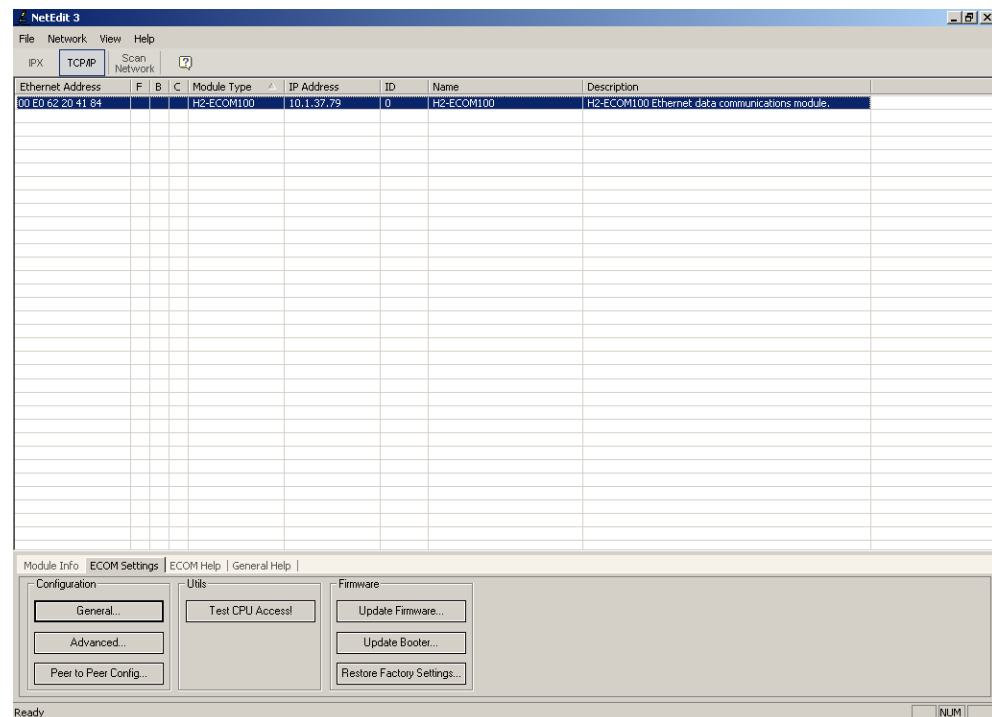 NetEdit 3
File Network View Help
IPX TCP/IP Scan Network
Ethernet Address F B C Module Type IP Address ID Name Description
00 E0 62 20 41 84 H2-ECOM100 10.1.37.79 0 H2-ECOM100 H2-ECOM100 Ethernet data communications module.
Module Info ECOM Settings ECOM Help General Help
Configuration Utils Firmware
General... Test CPU Access! Update Firmware...
Advanced... Update Booter...
Peer to Peer Config... Restore Factory Settings...
Ready NUM